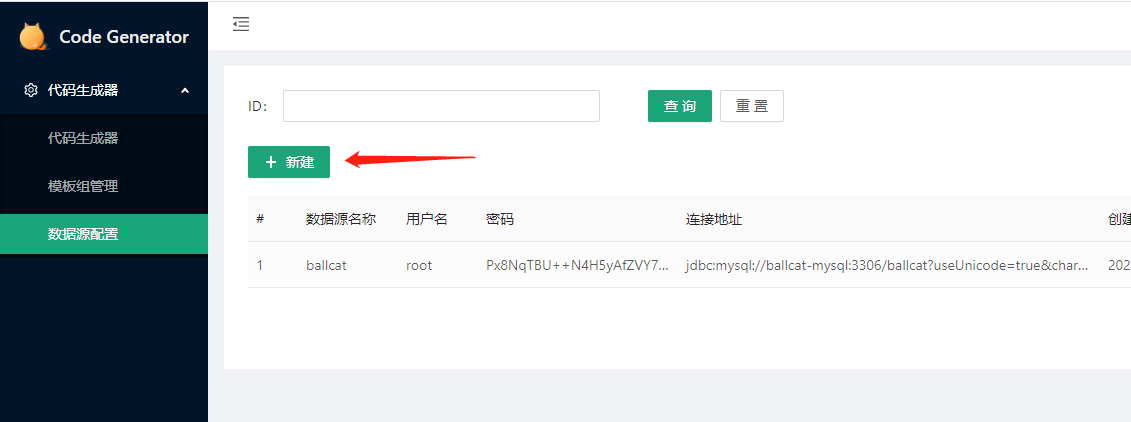 Code Generator
代码生成器
代码生成器
模板组管理
数据源配置
ID：
查 询
重 置
+ 新建
# 数据源名称 用户名 密码 连接地址 创建
1 ballcat root Px8NqTBU++N4H5yAfZVY7... jdbc:mysql://ballcat-mysql:3306/ballcat?useUnicode=true&char... 202